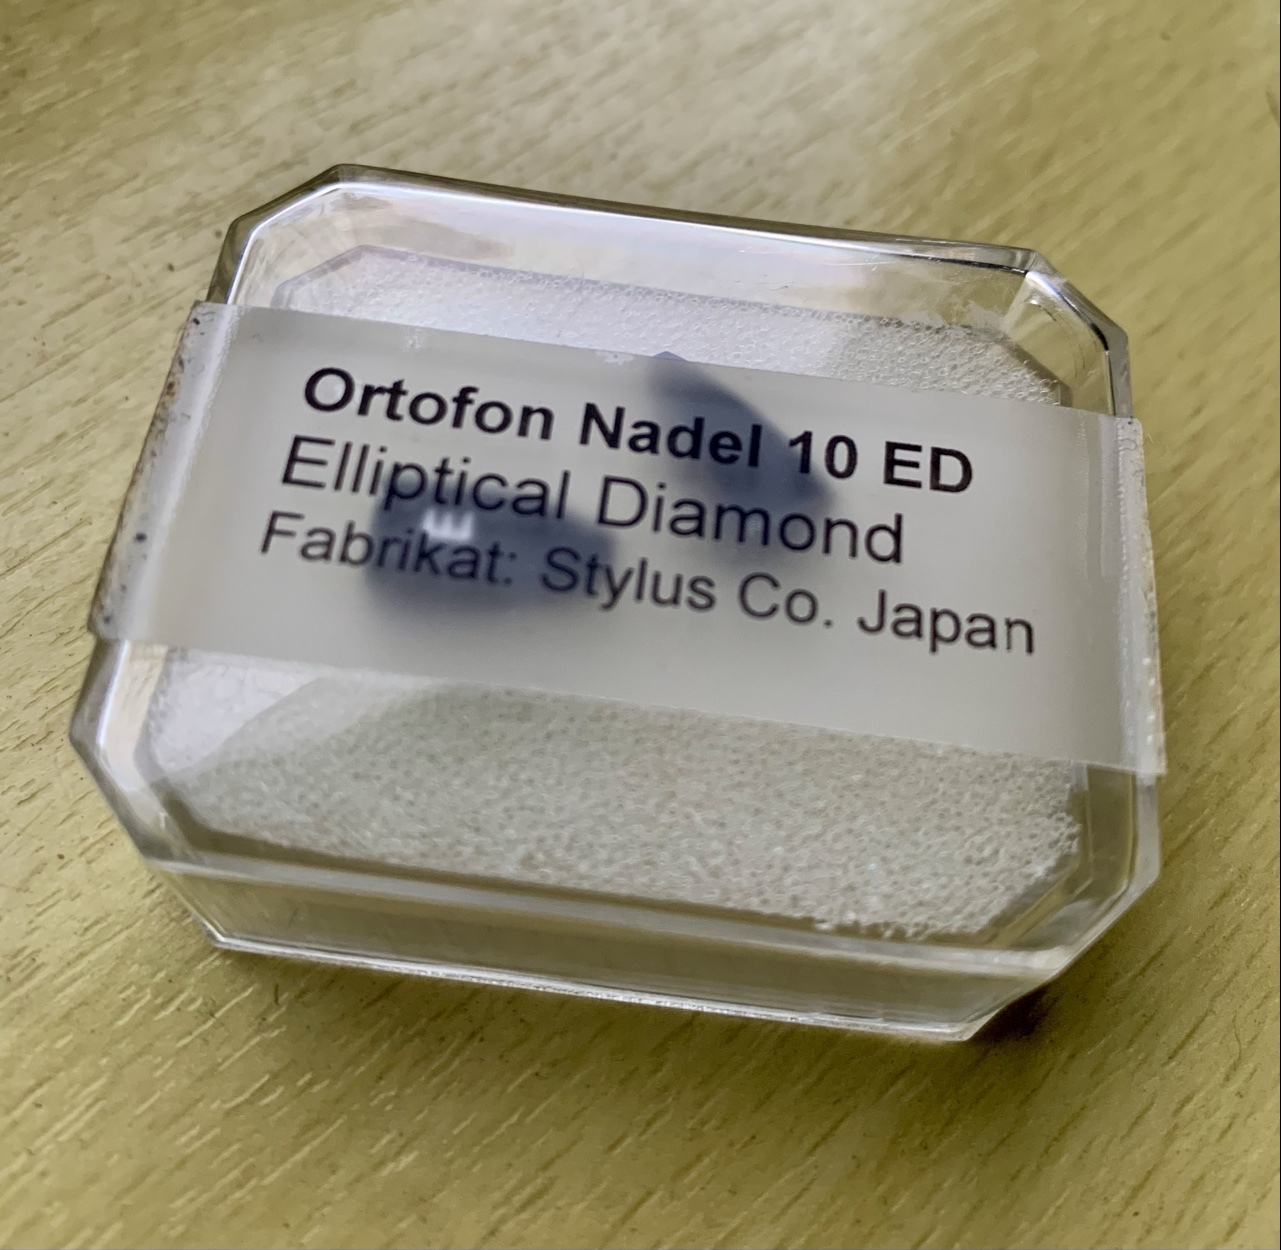 Ortofon Nadel 10 ED
Elliptical Diamond
Fabrikat: Stylus Co. Japan